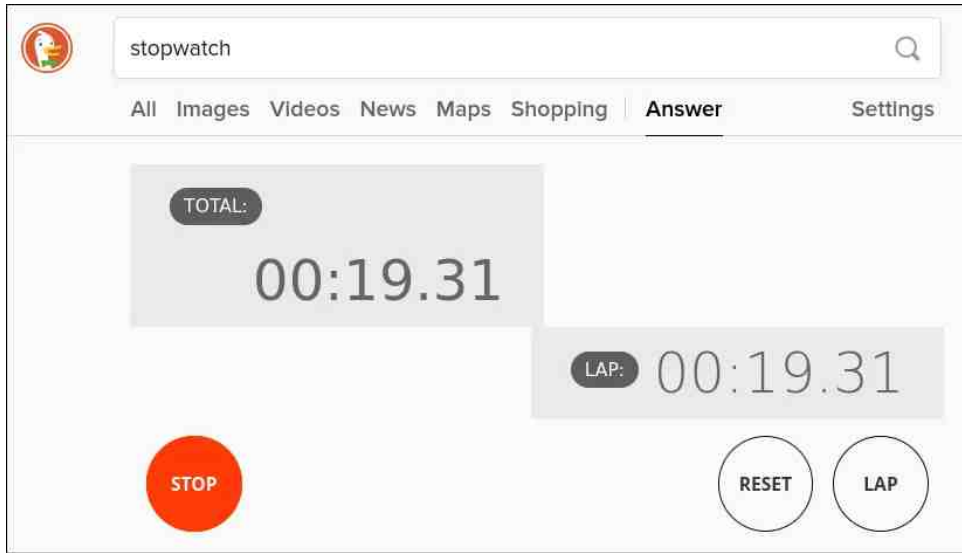 stopwatch
All Images Videos News Maps Shopping Answer Settings
TOTAL:
00:19.31
LAP: 00:19.31
STOP RESET LAP